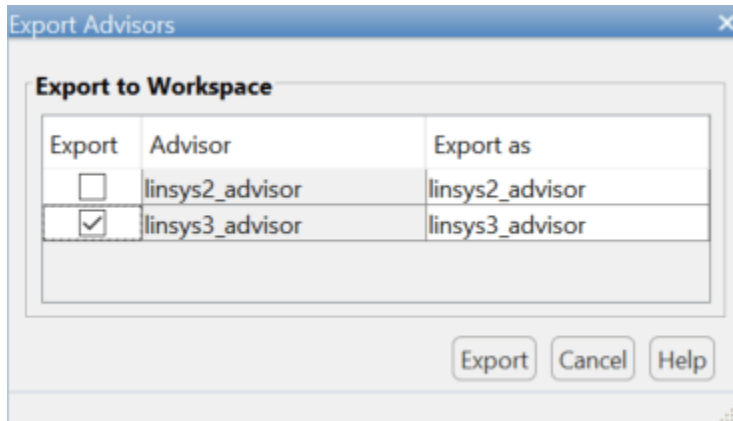 Export Advisors
Export to Workspace
Export Advisor Export as
linsys2_advisor linsys2_advisor
linsys3_advisor linsys3_advisor
Export Cancel Help